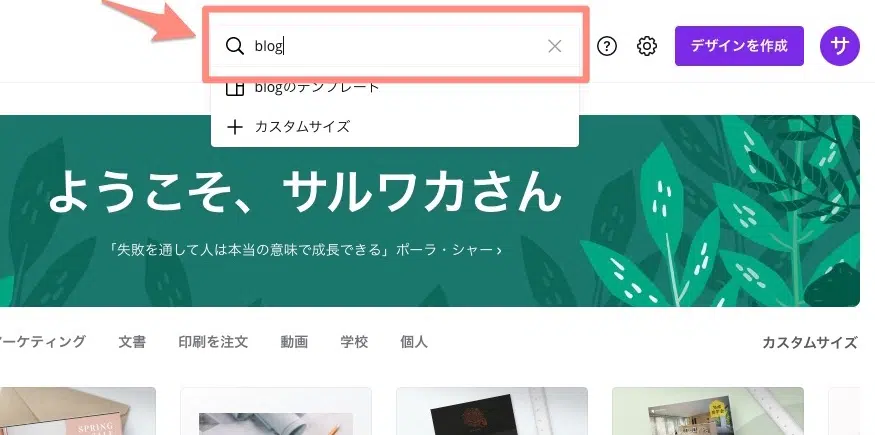 blog
デザインを作成
サ
blogのテンプレート
カスタムサイズ
ようこそ、サルワカさん
「失敗を通して人は本当の意味で成長できる」ポーラ・シャー ›
ーケティング
文書
印刷を注文
動画
学校
個人
カスタムサイズ
SPRING